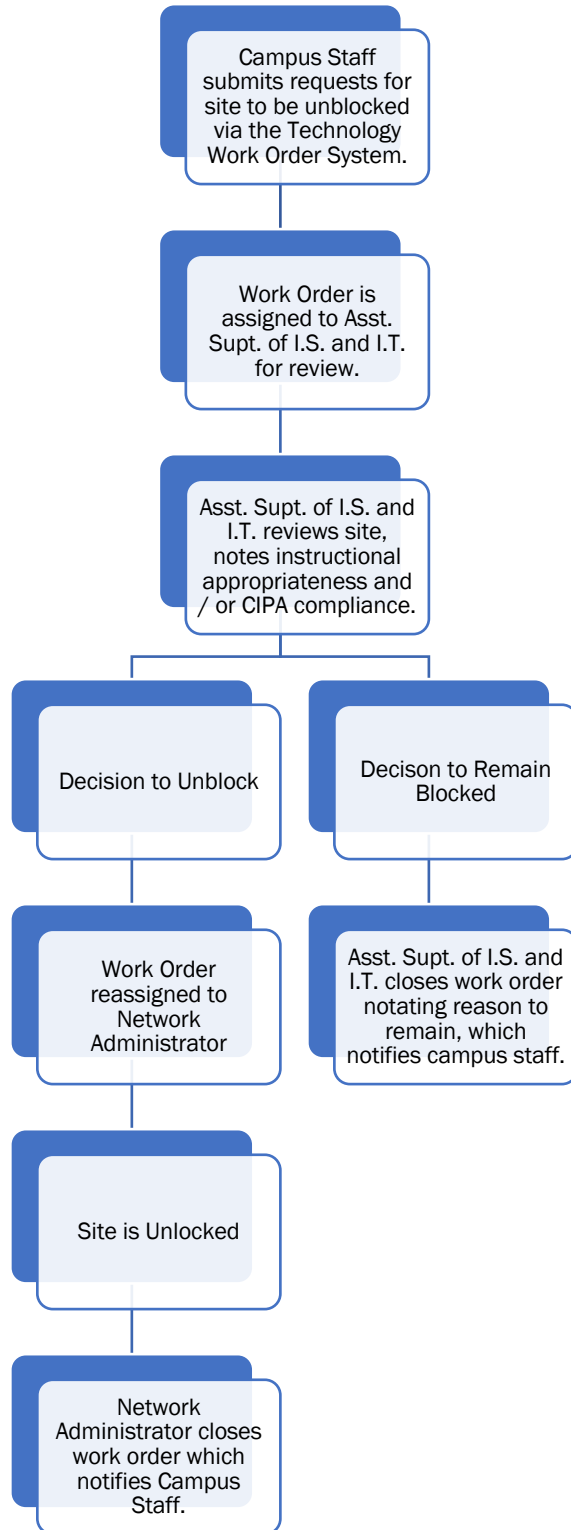 Campus Staff
submits requests for
site to be unblocked
via the Technology
Work Order System.
Work Order is
assigned to Asst.
Supt. of I.S. and I.T.
for review.
Asst. Supt. of I.S. and
I.T. reviews site,
notes instructional
appropriateness and
/ or CIPA compliance.
Decision to Unblock
Decison to Remain
Blocked
Work Order
reassigned to
Network
Administrator
Asst. Supt. of I.S. and
I.T. closes work order
notating reason to
remain, which
notifies campus staff.
Site is Unlocked
Network
Administrator closes
work order which
notifies Campus
Staff.